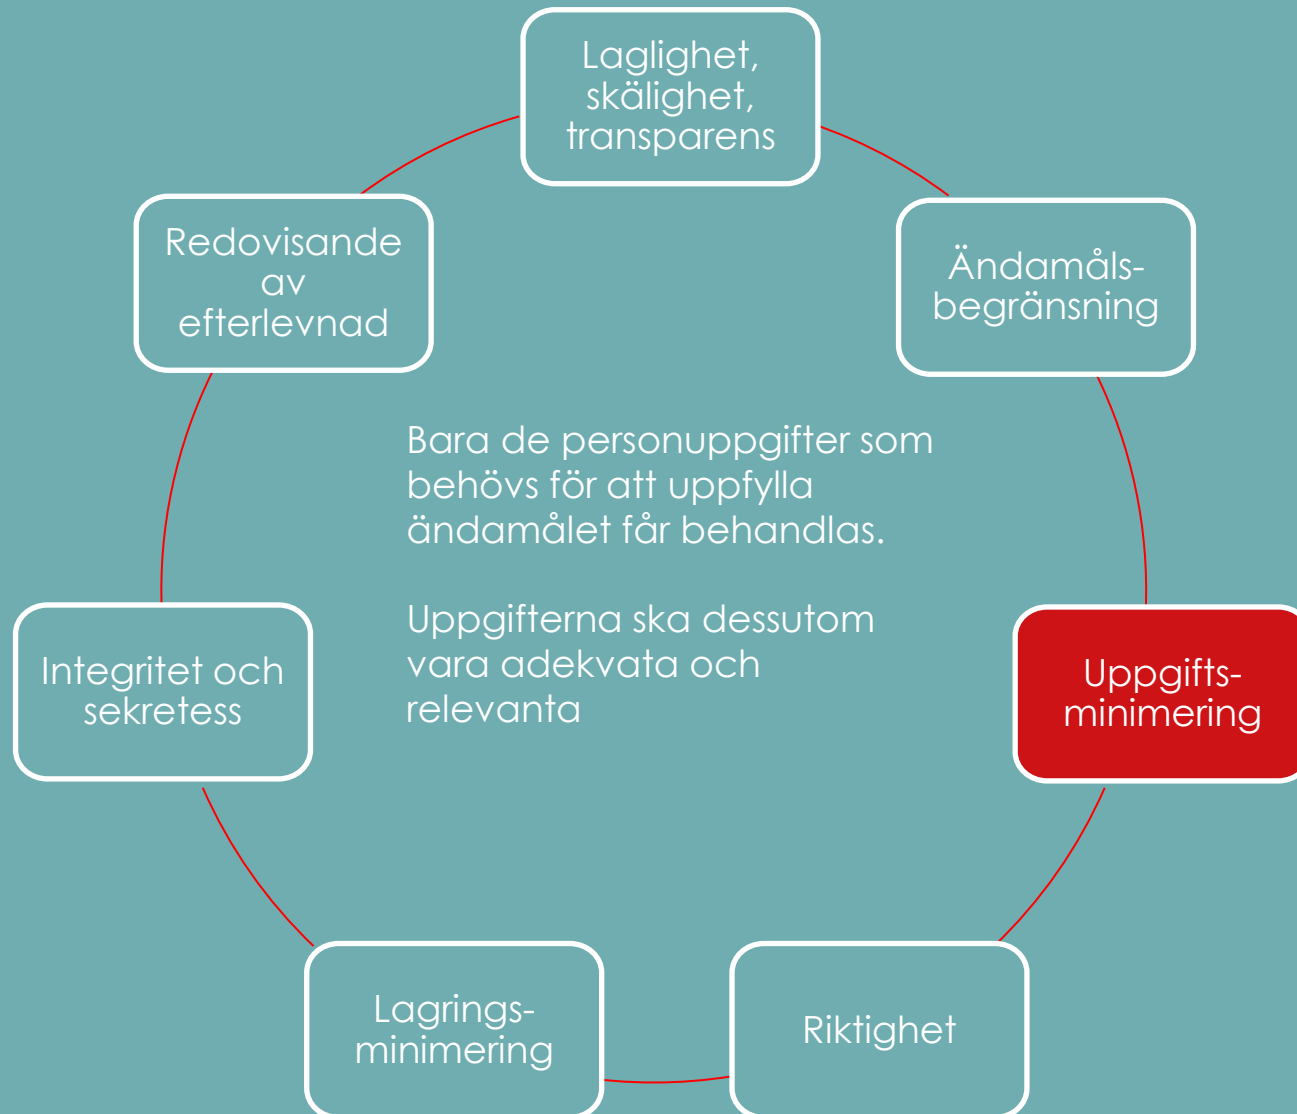 Laglighet,
skälighet,
transparens
Ändamåls-
begränsning
Uppgifts-
minimering
Riktighet
Lagrings-
minimering
Integritet och
sekretess
Redovisande
av
efterlevnad
Bara de personuppgifter som
behövs för att uppfylla
ändamålet får behandlas.
Uppgifterna ska dessutom
vara adekvata och
relevanta